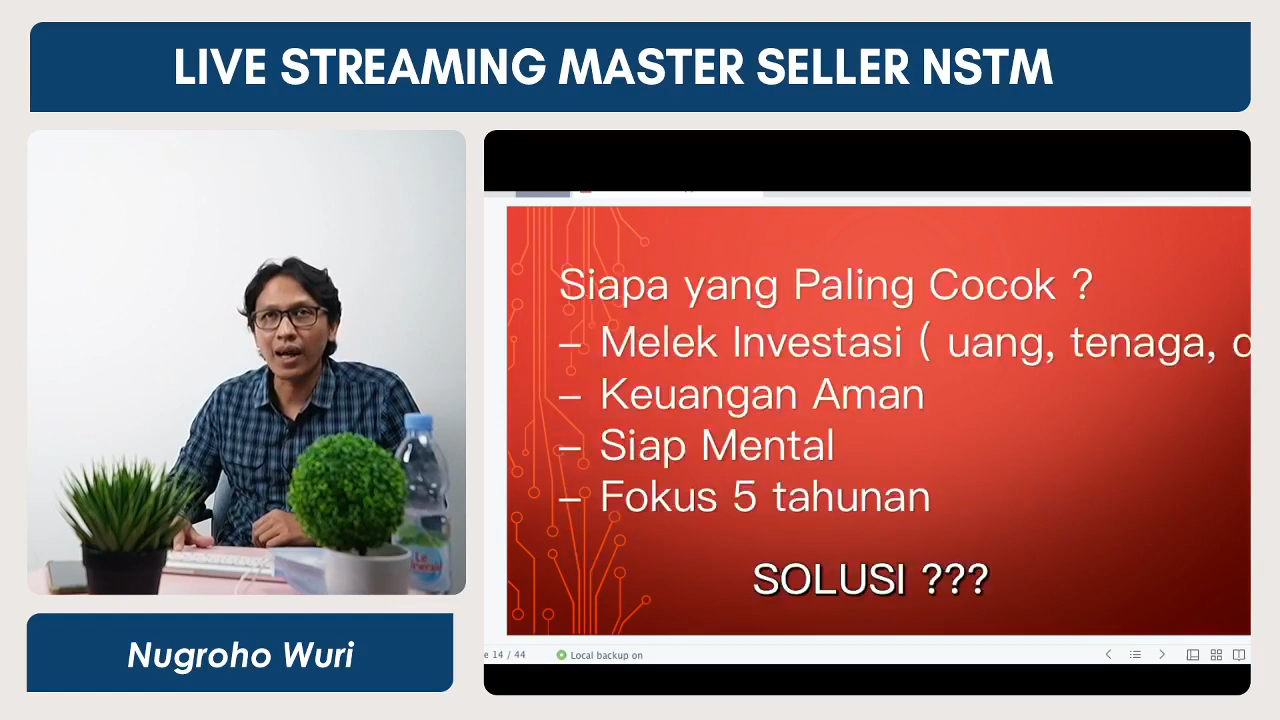 LIVE STREAMING MASTER SELLER NSTM
Siapa yang Paling Cocok ?
– Melek Investasi ( uang, tenaga,
– Keuangan Aman
– Siap Mental
– Fokus 5 tahunan
SOLUSI ???
14 / 44
Local backup on
Nugroho Wuri